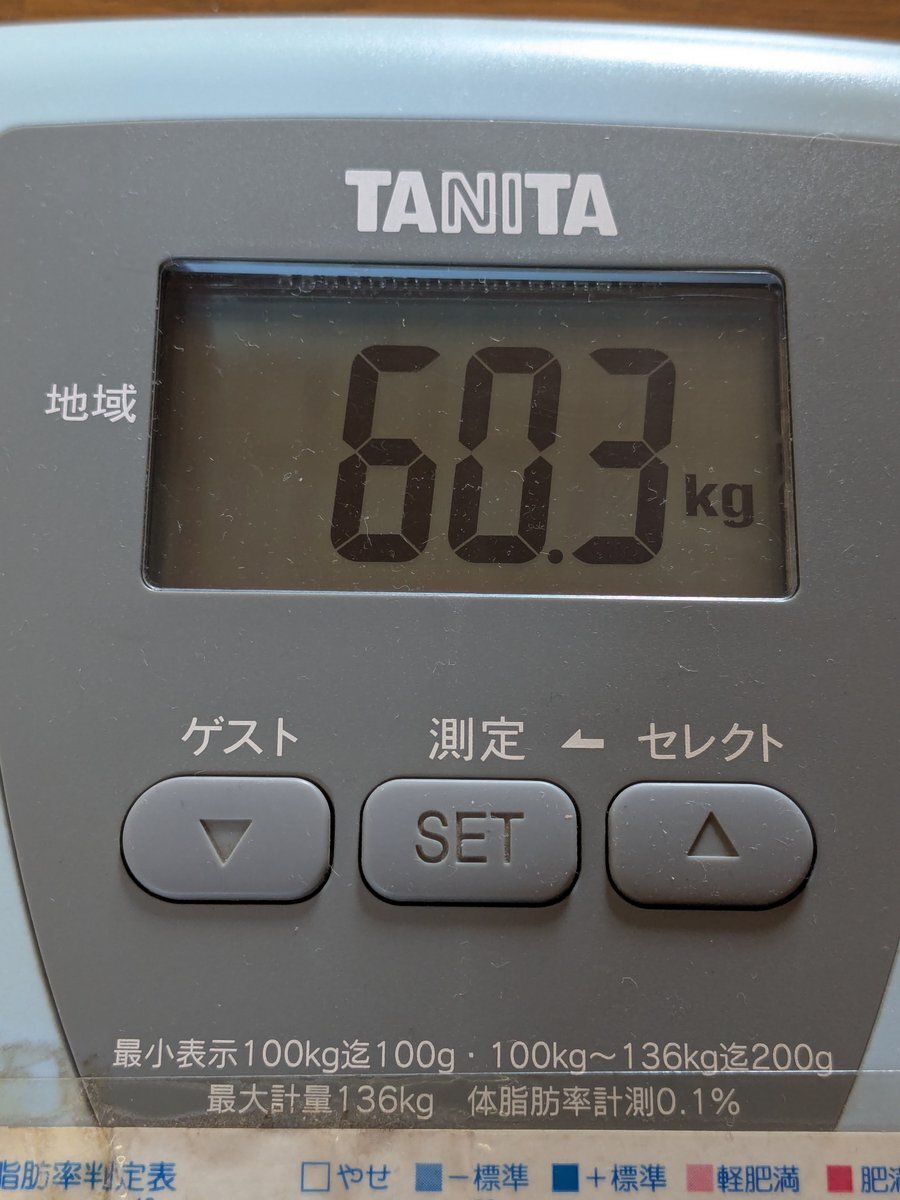 TANITA
地域
60.3kg
ゲスト 測定 ← セレクト
▽ SET △
最小表示100kg迄100g・100kg〜136kg迄200g
最大計量136kg 体脂肪率計測0.1%
脂肪率判定表 □やせ ■−標準 ■+標準 ■軽肥満 ■肥満